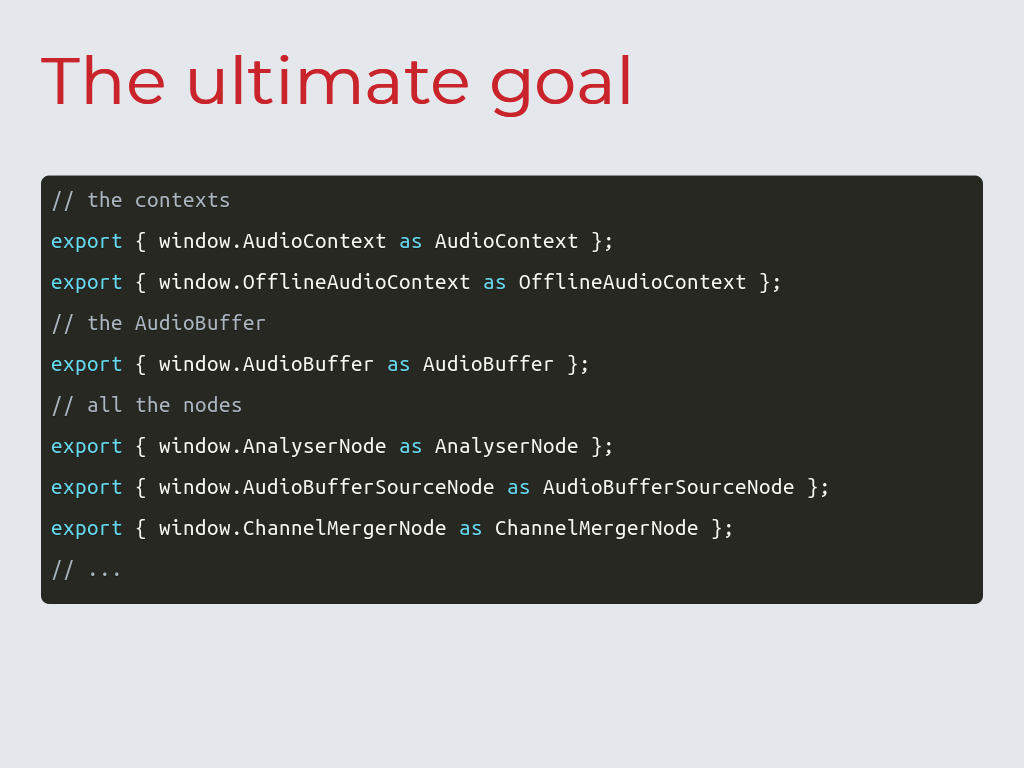 The ultimate goal
// the contexts
export { window.AudioContext as AudioContext };
export { window.OfflineAudioContext as OfflineAudioContext };
// the AudioBuffer
export { window.AudioBuffer as AudioBuffer };
// all the nodes
export { window.AnalyserNode as AnalyserNode };
export { window.AudioBufferSourceNode as AudioBufferSourceNode };
export { window.ChannelMergerNode as ChannelMergerNode };
// ...